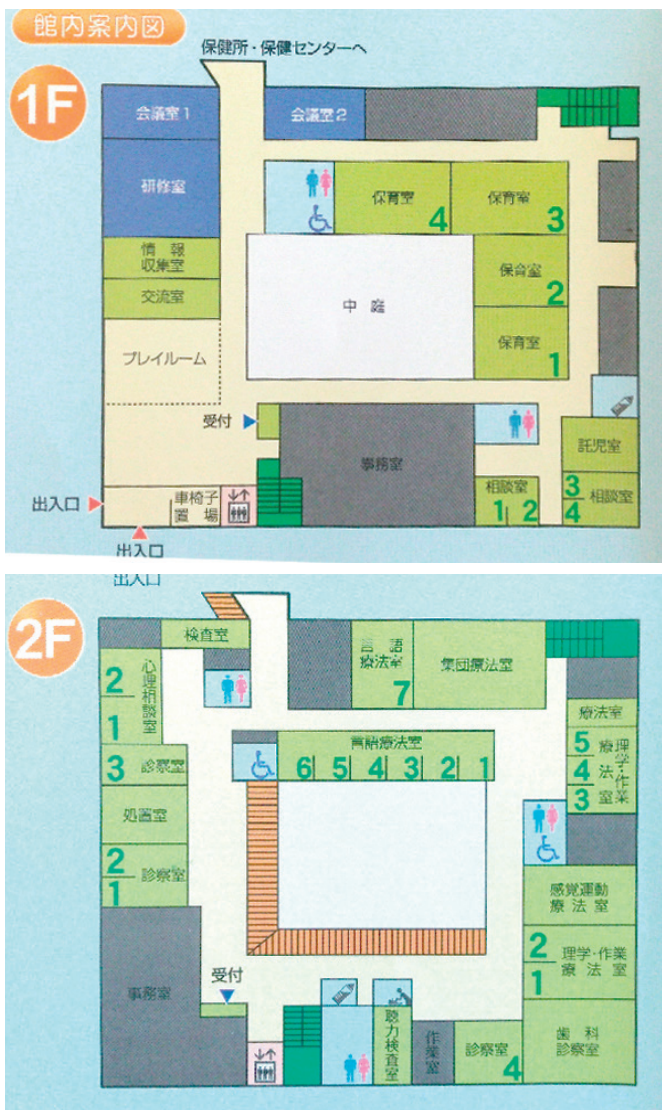 館内案内図
保健所・保健センターへ
1F
会議室1
会議室2
研修室
保育室
4
保育室
3
情報
収集室
保育室
2
交流室
中庭
保育室
1
プレイルーム
受付
事務室
託児室
相談室
1 2
3
4
相談室
出入口
車椅子
置場
出入口
出入口
2F
検査室
言語
療法室
7
集団療法室
心理相談室
2
1
療法室
言語療法室
6 5 4 3 2 1
5
4
3
理学・作業
療法室
3 診察室
処置室
2
1
診察室
感覚運動
療法室
2
1
理学・作業
療法室
受付
事務室
聴力検査室
作業室
診察室
4
歯科
診察室